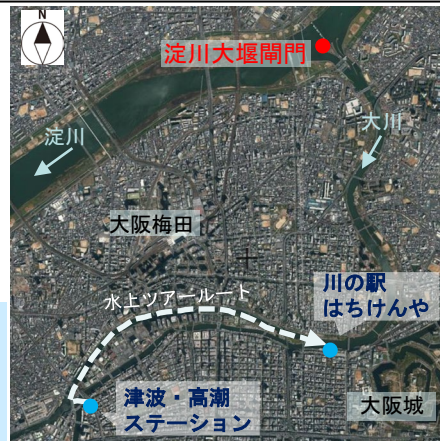 N
淀川大堰閘門
淀川
大川
大阪梅田
川の駅
はちけんや
水上ツアールート
津波・高潮
ステーション
大阪城